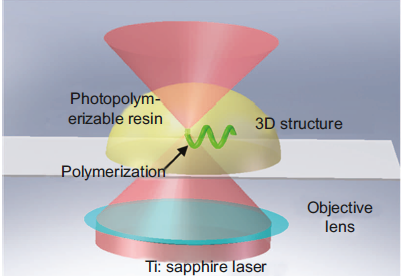 Photopolym-
erizable resin
3D structure
Polymerization
Objective
lens
Ti: sapphire laser